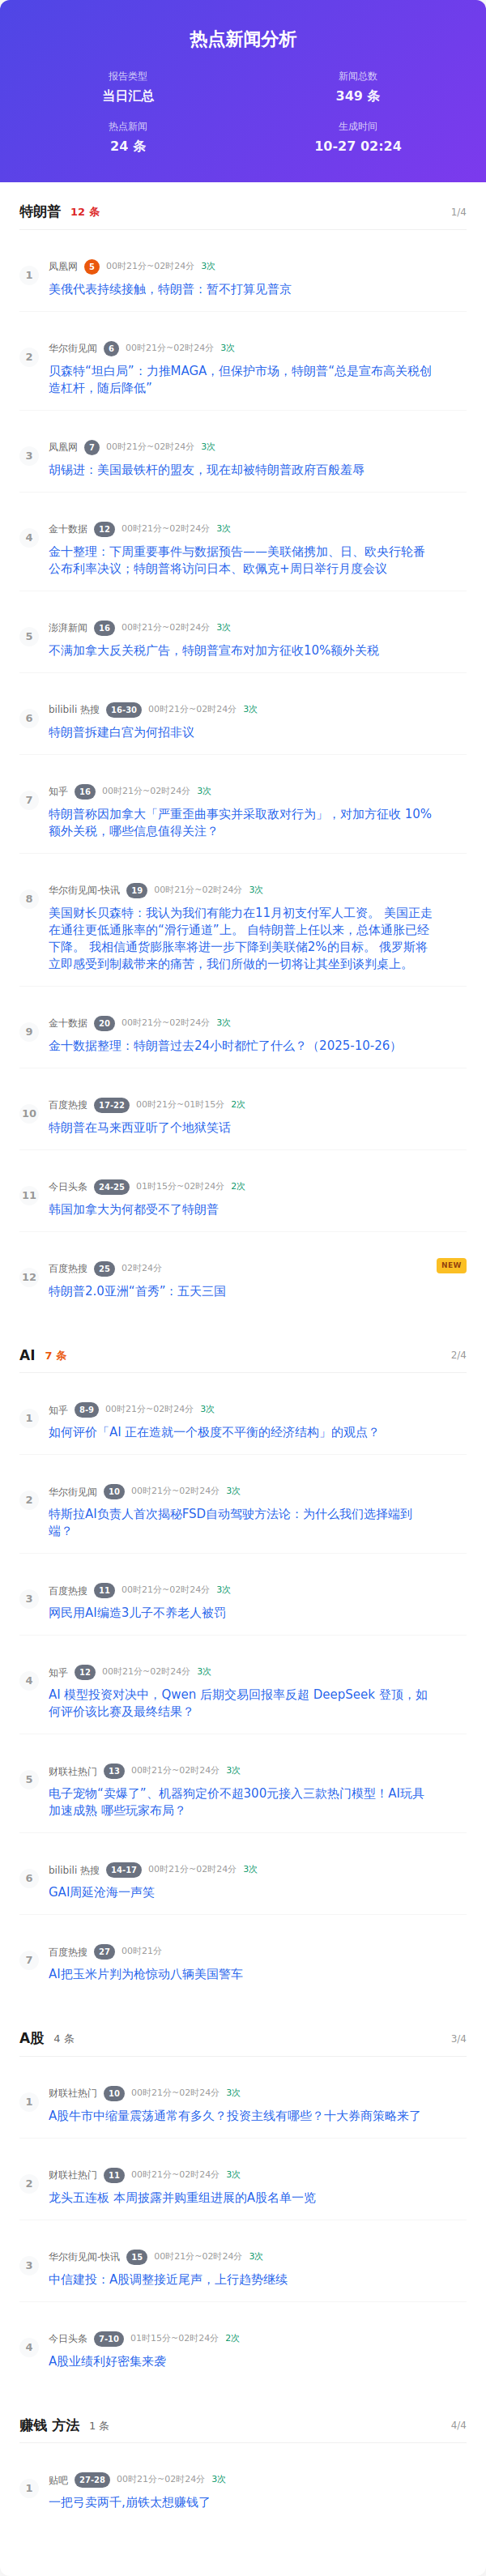 热点新闻分析
报告类型
新闻总数
当日汇总
349 条
热点新闻
生成时间
24 条
10-27 02:24
特朗普 12 条 1/4
1 凤凰网 5 00时21分~02时24分 3次
美俄代表持续接触，特朗普：暂不打算见普京
2 华尔街见闻 6 00时21分~02时24分 3次
贝森特“坦白局”：力推MAGA，但保护市场，特朗普“总是宣布高关税创
造杠杆，随后降低”
3 凤凰网 7 00时21分~02时24分 3次
胡锡进：美国最铁杆的盟友，现在却被特朗普政府百般羞辱
4 金十数据 12 00时21分~02时24分 3次
金十整理：下周重要事件与数据预告——美联储携加、日、欧央行轮番
公布利率决议；特朗普将访问日本、欧佩克+周日举行月度会议
5 澎湃新闻 16 00时21分~02时24分 3次
不满加拿大反关税广告，特朗普宣布对加方征收10%额外关税
6 bilibili 热搜 16-30 00时21分~02时24分 3次
特朗普拆建白宫为何招非议
7 知乎 16 00时21分~02时24分 3次
特朗普称因加拿大「严重歪曲事实并采取敌对行为」，对加方征收 10%
额外关税，哪些信息值得关注？
8 华尔街见闻-快讯 19 00时21分~02时24分 3次
美国财长贝森特：我认为我们有能力在11月初支付军人工资。 美国正走
在通往更低通胀率的“滑行通道”上。 自特朗普上任以来，总体通胀已经
下降。 我相信通货膨胀率将进一步下降到美联储2%的目标。 俄罗斯将
立即感受到制裁带来的痛苦，我们所做的一切将让其坐到谈判桌上。
9 金十数据 20 00时21分~02时24分 3次
金十数据整理：特朗普过去24小时都忙了什么？（2025-10-26）
10 百度热搜 17-22 00时21分~01时15分 2次
特朗普在马来西亚听了个地狱笑话
11 今日头条 24-25 01时15分~02时24分 2次
韩国加拿大为何都受不了特朗普
12 百度热搜 25 02时24分 NEW
特朗普2.0亚洲“首秀”：五天三国
AI 7 条 2/4
1 知乎 8-9 00时21分~02时24分 3次
如何评价「AI 正在造就一个极度不平衡的经济结构」的观点？
2 华尔街见闻 10 00时21分~02时24分 3次
特斯拉AI负责人首次揭秘FSD自动驾驶方法论：为什么我们选择端到
端？
3 百度热搜 11 00时21分~02时24分 3次
网民用AI编造3儿子不养老人被罚
4 知乎 12 00时21分~02时24分 3次
AI 模型投资对决中，Qwen 后期交易回报率反超 DeepSeek 登顶，如
何评价该比赛及最终结果？
5 财联社热门 13 00时21分~02时24分 3次
电子宠物“卖爆了”、机器狗定价不超300元接入三款热门模型！AI玩具
加速成熟 哪些玩家布局？
6 bilibili 热搜 14-17 00时21分~02时24分 3次
GAI周延沧海一声笑
7 百度热搜 27 00时21分
AI把玉米片判为枪惊动八辆美国警车
A股 4 条 3/4
1 财联社热门 10 00时21分~02时24分 3次
A股牛市中缩量震荡通常有多久？投资主线有哪些？十大券商策略来了
2 财联社热门 11 00时21分~02时24分 3次
龙头五连板 本周披露并购重组进展的A股名单一览
3 华尔街见闻-快讯 15 00时21分~02时24分 3次
中信建投：A股调整接近尾声，上行趋势继续
4 今日头条 7-10 01时15分~02时24分 2次
A股业绩利好密集来袭
赚钱 方法 1 条 4/4
1 贴吧 27-28 00时21分~02时24分 3次
一把弓卖两千,崩铁太想赚钱了